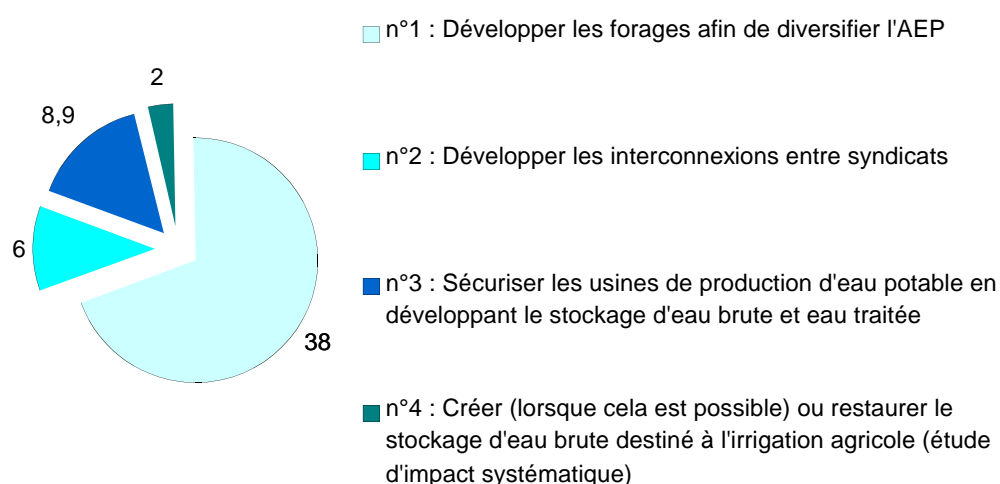 n°1 : Développer les forages afin de diversifier l'AEP
2
8,9
n°2 : Développer les interconnexions entre syndicats
6
n°3 : Sécuriser les usines de production d'eau potable en
développant le stockage d'eau brute et eau traitée
38
n°4 : Créer (lorsque cela est possible) ou restaurer le
stockage d'eau brute destiné à l'irrigation agricole (étude
d'impact systématique)